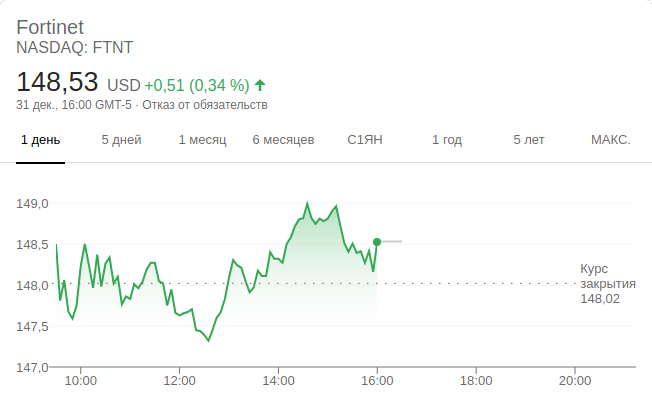 Fortinet
NASDAQ: FTNT
148,53 USD +0,51 (0,34 %)
31 дек., 16:00 GMT-5 · Отказ от обязательств
1 день 5 дней 1 месяц 6 месяцев С1ЯН 1 год 5 лет МАКС.
149,0
148,5
148,0
147,5
147,0
Курс
закрытия
148,02
10:00 12:00 14:00 16:00 18:00 20:00